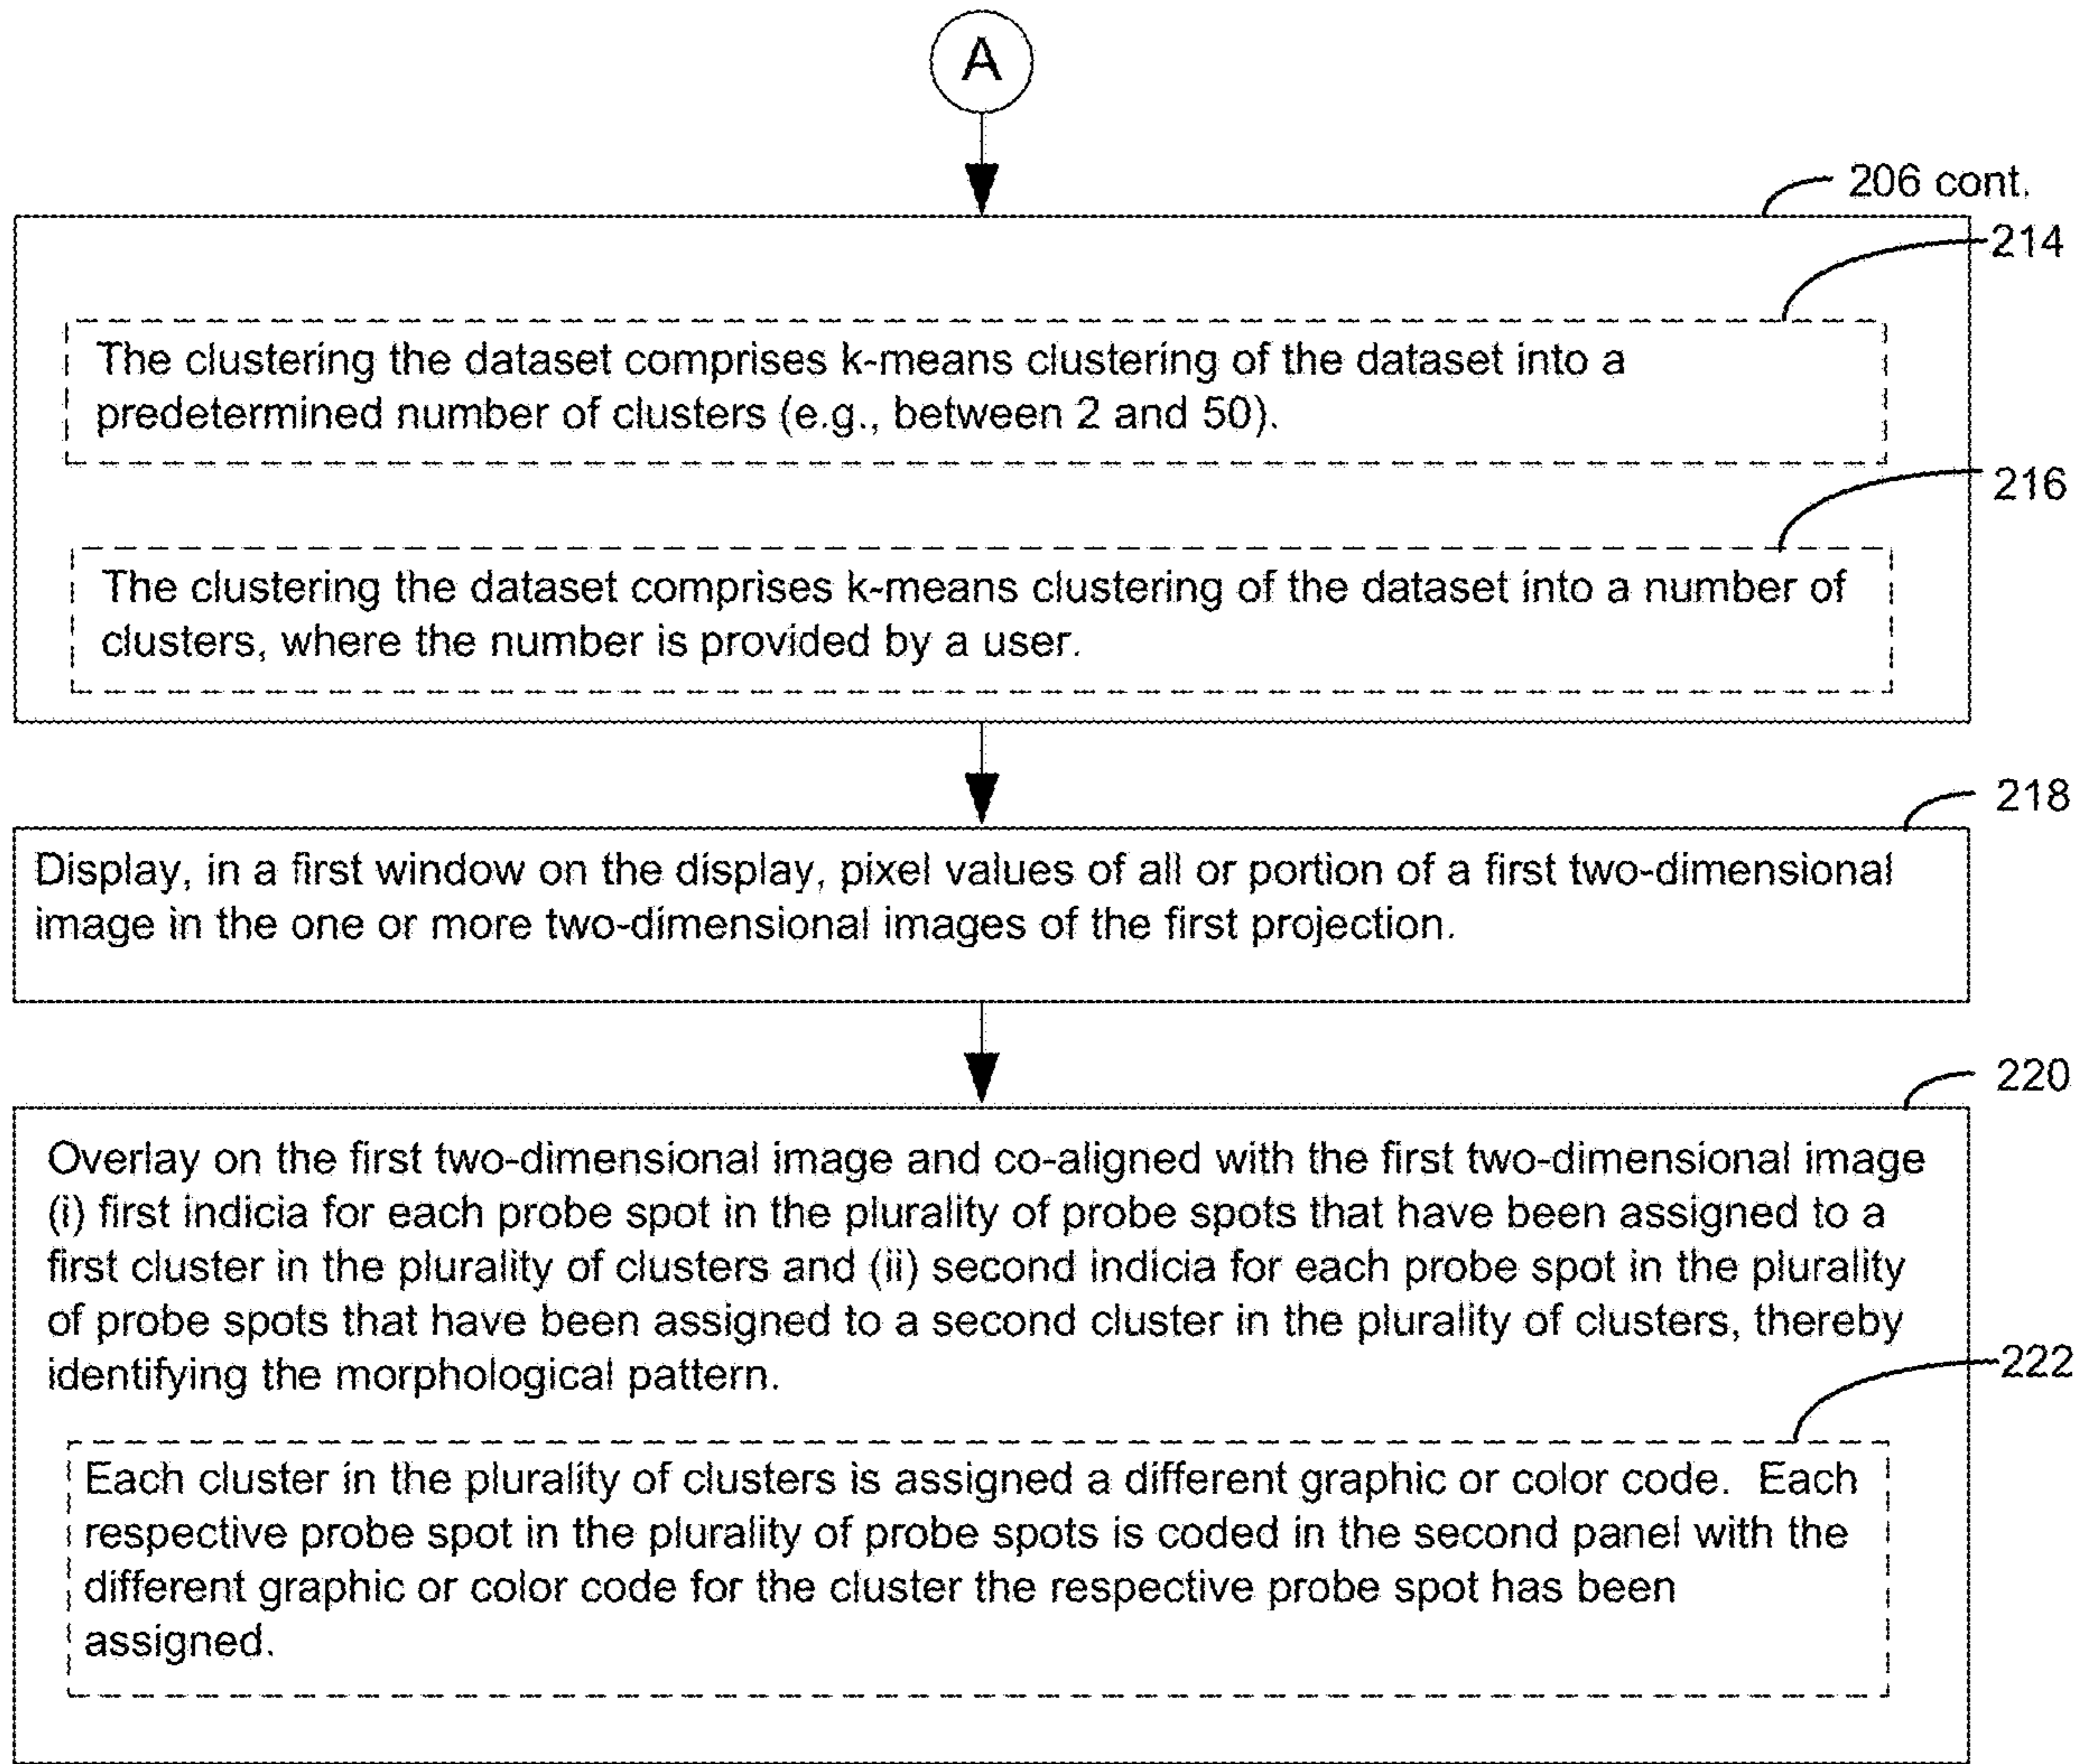 A
206 cont.
214
The clustering the dataset comprises k-means clustering of the dataset into a
predetermined number of clusters (e.g., between 2 and 50).
216
The clustering the dataset comprises k-means clustering of the dataset into a number of
clusters, where the number is provided by a user.
218
Display, in a first window on the display, pixel values of all or portion of a first two-dimensional
image in the one or more two-dimensional images of the first projection.
220
Overlay on the first two-dimensional image and co-aligned with the first two-dimensional image
(i) first indicia for each probe spot in the plurality of probe spots that have been assigned to a
first cluster in the plurality of clusters and (ii) second indicia for each probe spot in the plurality
of probe spots that have been assigned to a second cluster in the plurality of clusters, thereby
identifying the morphological pattern.
222
Each cluster in the plurality of clusters is assigned a different graphic or color code.  Each
respective probe spot in the plurality of probe spots is coded in the second panel with the
different graphic or color code for the cluster the respective probe spot has been
assigned.